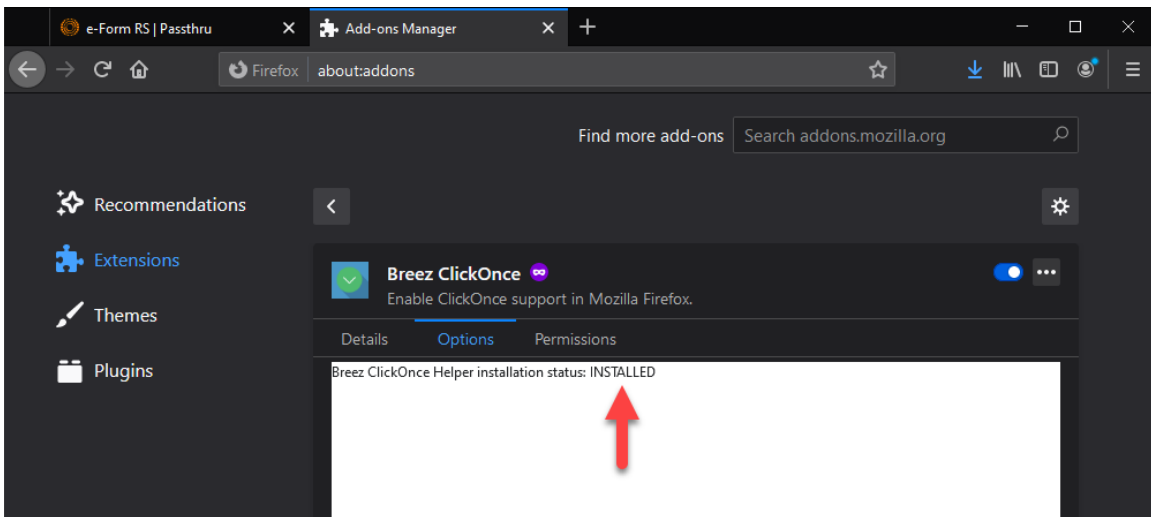 e-Form RS | Passthru
Add-ons Manager
Firefox
about:addons
Find more add-ons
Search addons.mozilla.org
Recommendations
Extensions
Themes
Plugins
Breez ClickOnce
Enable ClickOnce support in Mozilla Firefox.
Details Options Permissions
Breez ClickOnce Helper installation status: INSTALLED